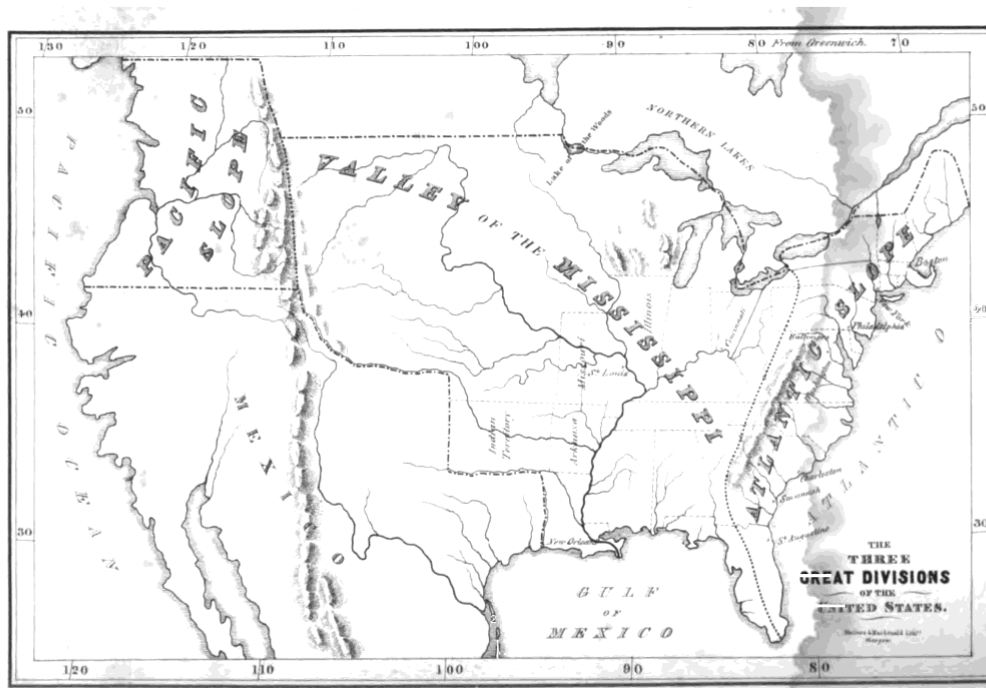 130 120 110 100 90 80 From Greenwich. 70
50
50
40
40
30
30
120 110 100 90 80
PACIFIC OCEAN
PACIFIC
SLOPE
VALLEY OF THE MISSISSIPPI
Lake of the Woods
NORTHERN LAKES
ATLANTIC SLOPE
Boston
New York
Philadelphia
ATLANTIC
Illinois
Missouri
St Louis
Indian
Territory
Arkansa
MEXICO
Charleston
Savannah
St Augustine
New Orleans
GULF
OF
MEXICO
THE
THREE
GREAT DIVISIONS
OF THE
UNITED STATES.